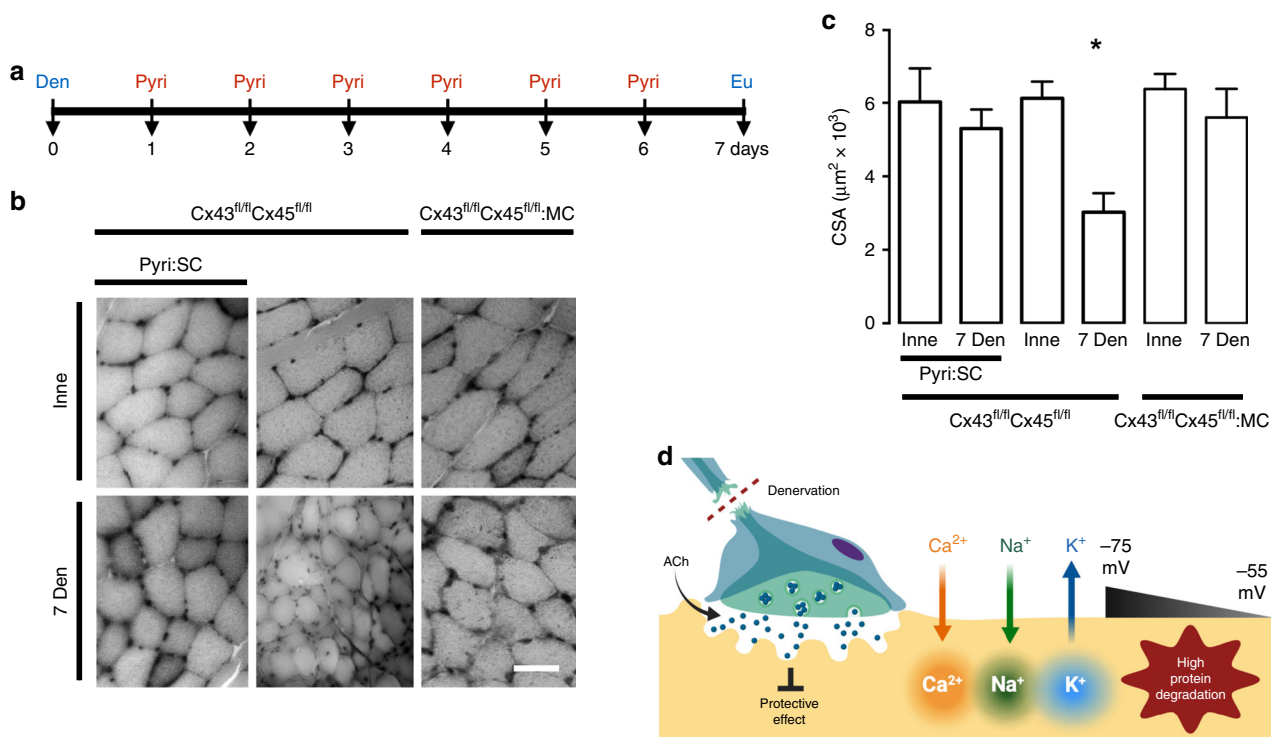 a
Den Pyri Pyri Pyri Pyri Pyri Pyri Eu
0 1 2 3 4 5 6 7 days
b
Cx43fl/flCx45fl/fl Cx43fl/flCx45fl/fl:MC
Pyri:SC
Inne
7 Den
c
CSA (μm² × 10³)
8
6
4
2
0
*
Inne 7 Den Inne 7 Den Inne 7 Den
Pyri:SC
Cx43fl/flCx45fl/fl Cx43fl/flCx45fl/fl:MC
d
Denervation
ACh
Protective
effect
Ca²⁺ Na⁺ K⁺
–75
mV
–55
mV
Ca²⁺ Na⁺ K⁺
High
protein
degradation